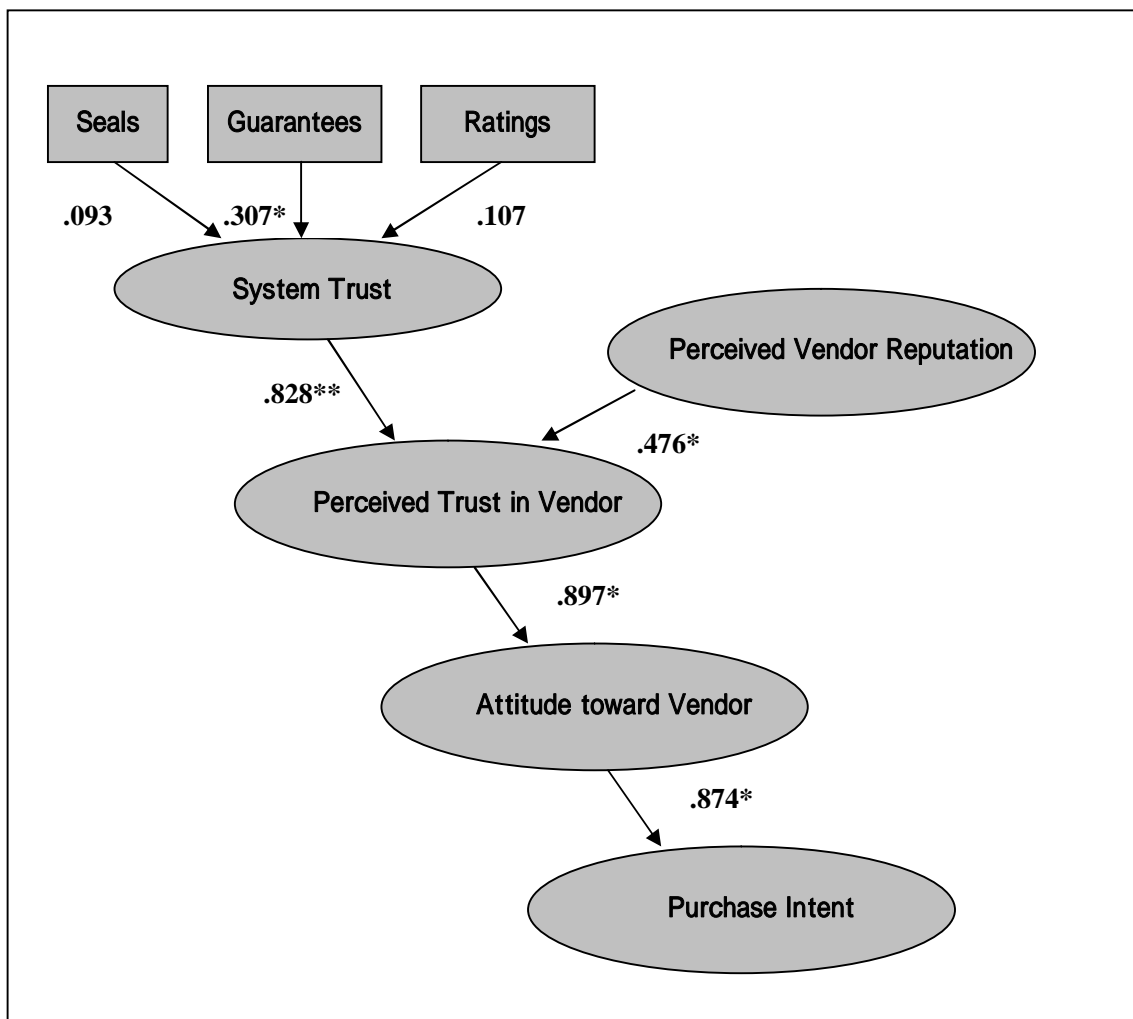 Seals
Guarantees
Ratings
.093
.307*
.107
System Trust
Perceived Vendor Reputation
.828**
.476*
Perceived Trust in Vendor
.897*
Attitude toward Vendor
.874*
Purchase Intent